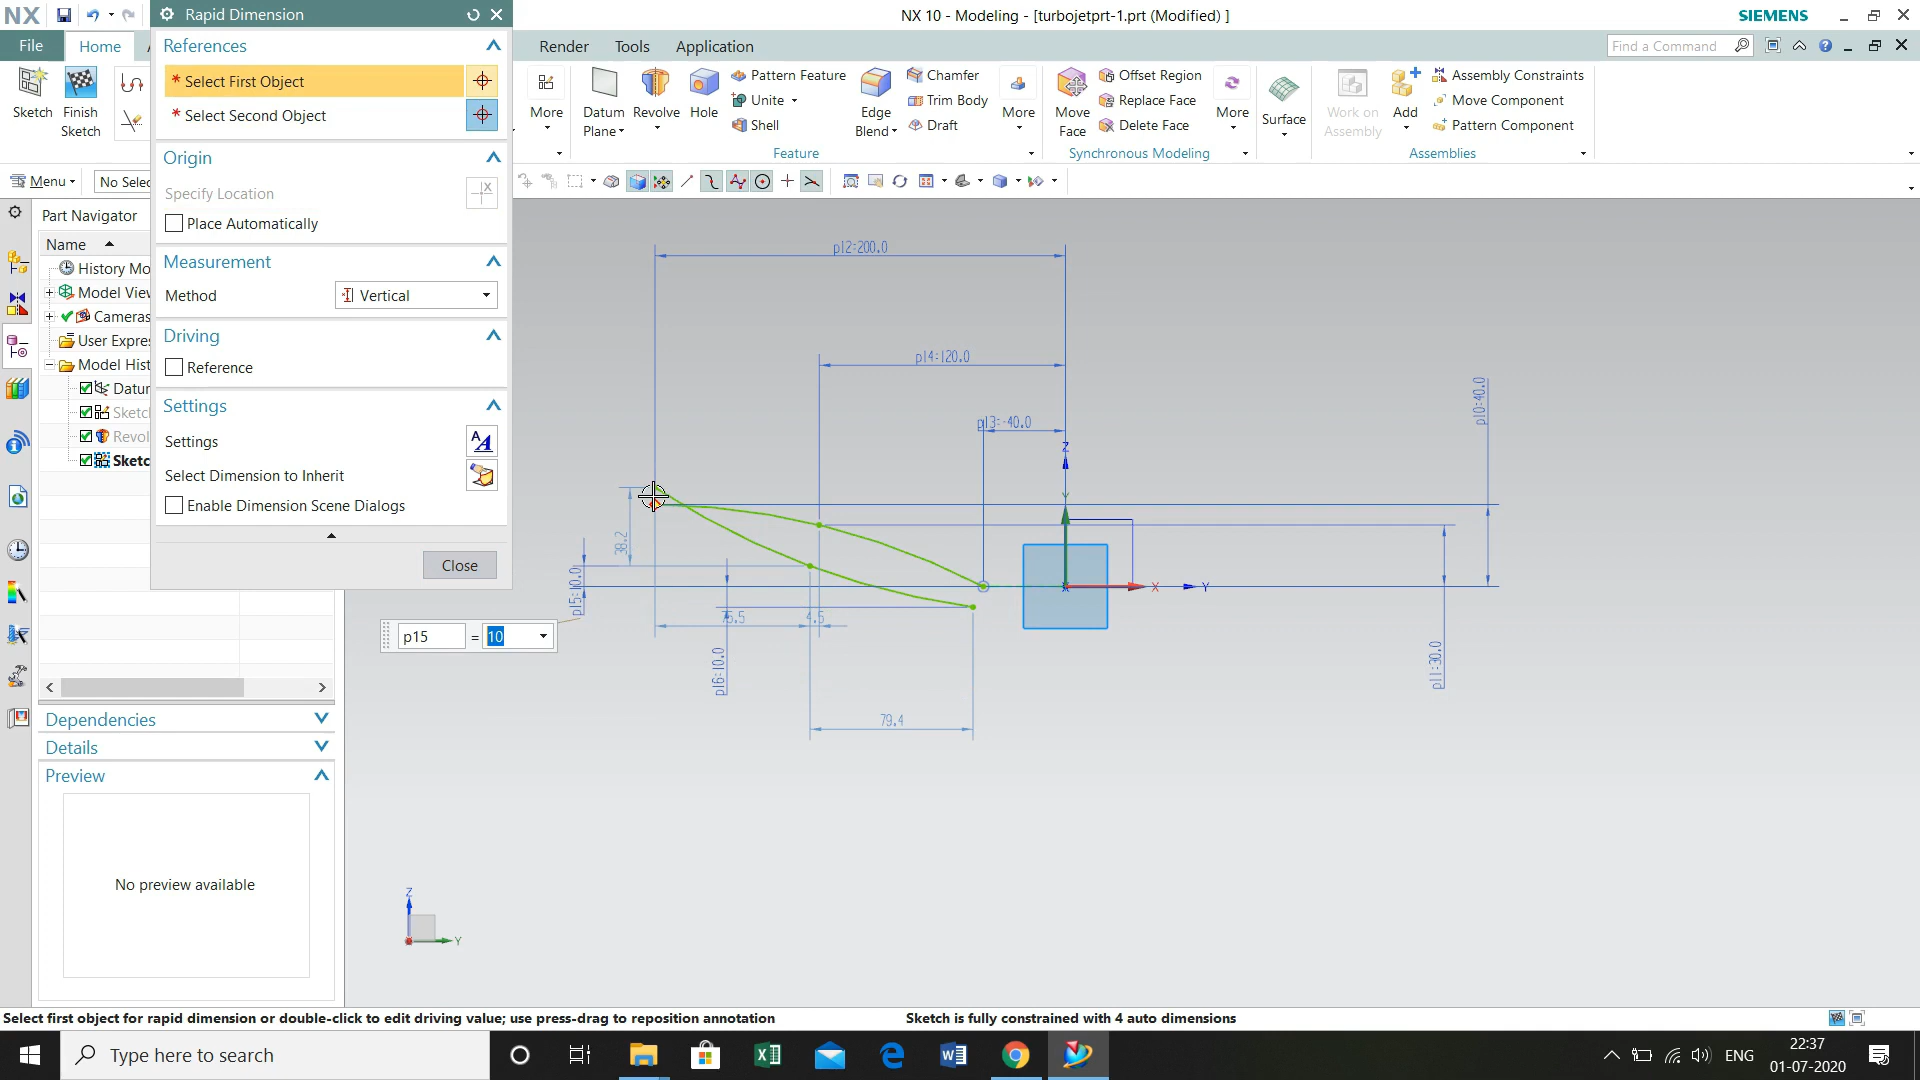 NX
Rapid Dimension
NX 10 - Modeling - [turbojetprt-1.prt (Modified) ]
SIEMENS
File
Home
Render
Tools
Application
Find a Command
References
* Select First Object
* Select Second Object
Sketch
Finish Sketch
More
Datum Plane
Revolve
Hole
Pattern Feature
Unite
Shell
Edge Blend
Chamfer
Trim Body
Draft
More
Feature
Move Face
Offset Region
Replace Face
Delete Face
More
Synchronous Modeling
Surface
Work on Assembly
Add
Assembly Constraints
Move Component
Pattern Component
Assemblies
Origin
Specify Location
Place Automatically
Menu
No Selec
Measurement
Method
Vertical
Driving
Reference
Settings
Settings
Select Dimension to Inherit
Enable Dimension Scene Dialogs
Close
Part Navigator
Name
History Mo
Model View
Cameras
User Expre
Model Hist
Datur
Sketc
Revol
Sketc
Dependencies
Details
Preview
No preview available
p12=200.0
p14=120.0
p13=-40.0
p10=40.0
Z
Y
X
Y
X
38.2
p15=10.0
p15 = 10
75.5
4.5
p16=10.0
p11=30.0
79.4
Z
Y
Select first object for rapid dimension or double-click to edit driving value; use press-drag to reposition annotation
Sketch is fully constrained with 4 auto dimensions
Type here to search
ENG
22:37
01-07-2020